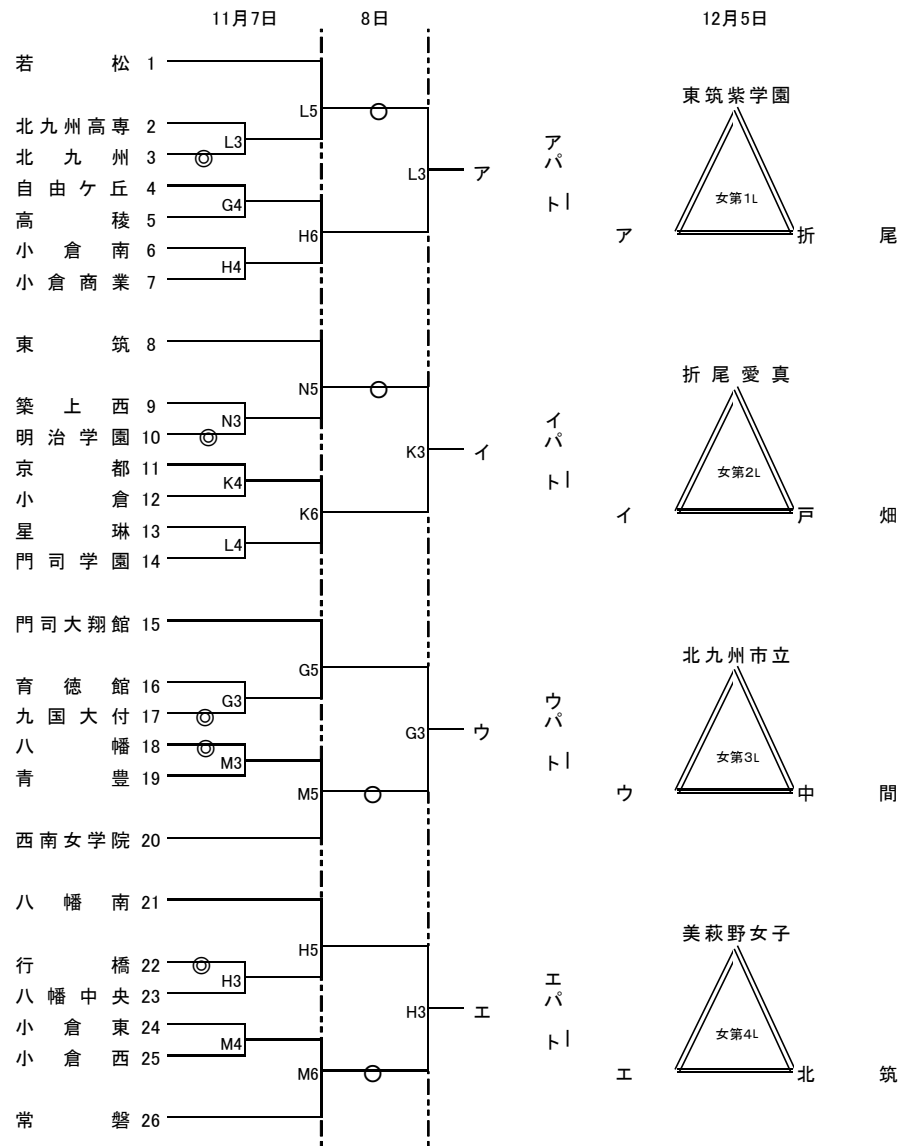 11月7日 8日 12月5日
若松 1
北九州高専 2
北九州 3 ◎
自由ケ丘 4
高稜 5
小倉南 6
小倉商業 7
L3
G4
H4
L5 ○
H6
L3 ア
アパート
東筑紫学園
女第1L
ア 折尾
東筑 8
築上西 9
明治学園 10 ◎
京都 11
小倉 12
星琳 13
門司学園 14
N3
K4
L4
N5 ○
K6
K3 イ
イパート
折尾愛真
女第2L
イ 戸畑
門司大翔館 15
育徳館 16
九国大付 17 ◎
八幡 18 ◎
青豊 19
西南女学院 20
G3
M3
G5
M5 ○
G3 ウ
ウパート
北九州市立
女第3L
ウ 中間
八幡南 21
行橋 22 ◎
八幡中央 23
小倉東 24
小倉西 25
常磐 26
H3
M4
H5
M6 ○
H3 エ
エパート
美萩野女子
女第4L
エ 北筑